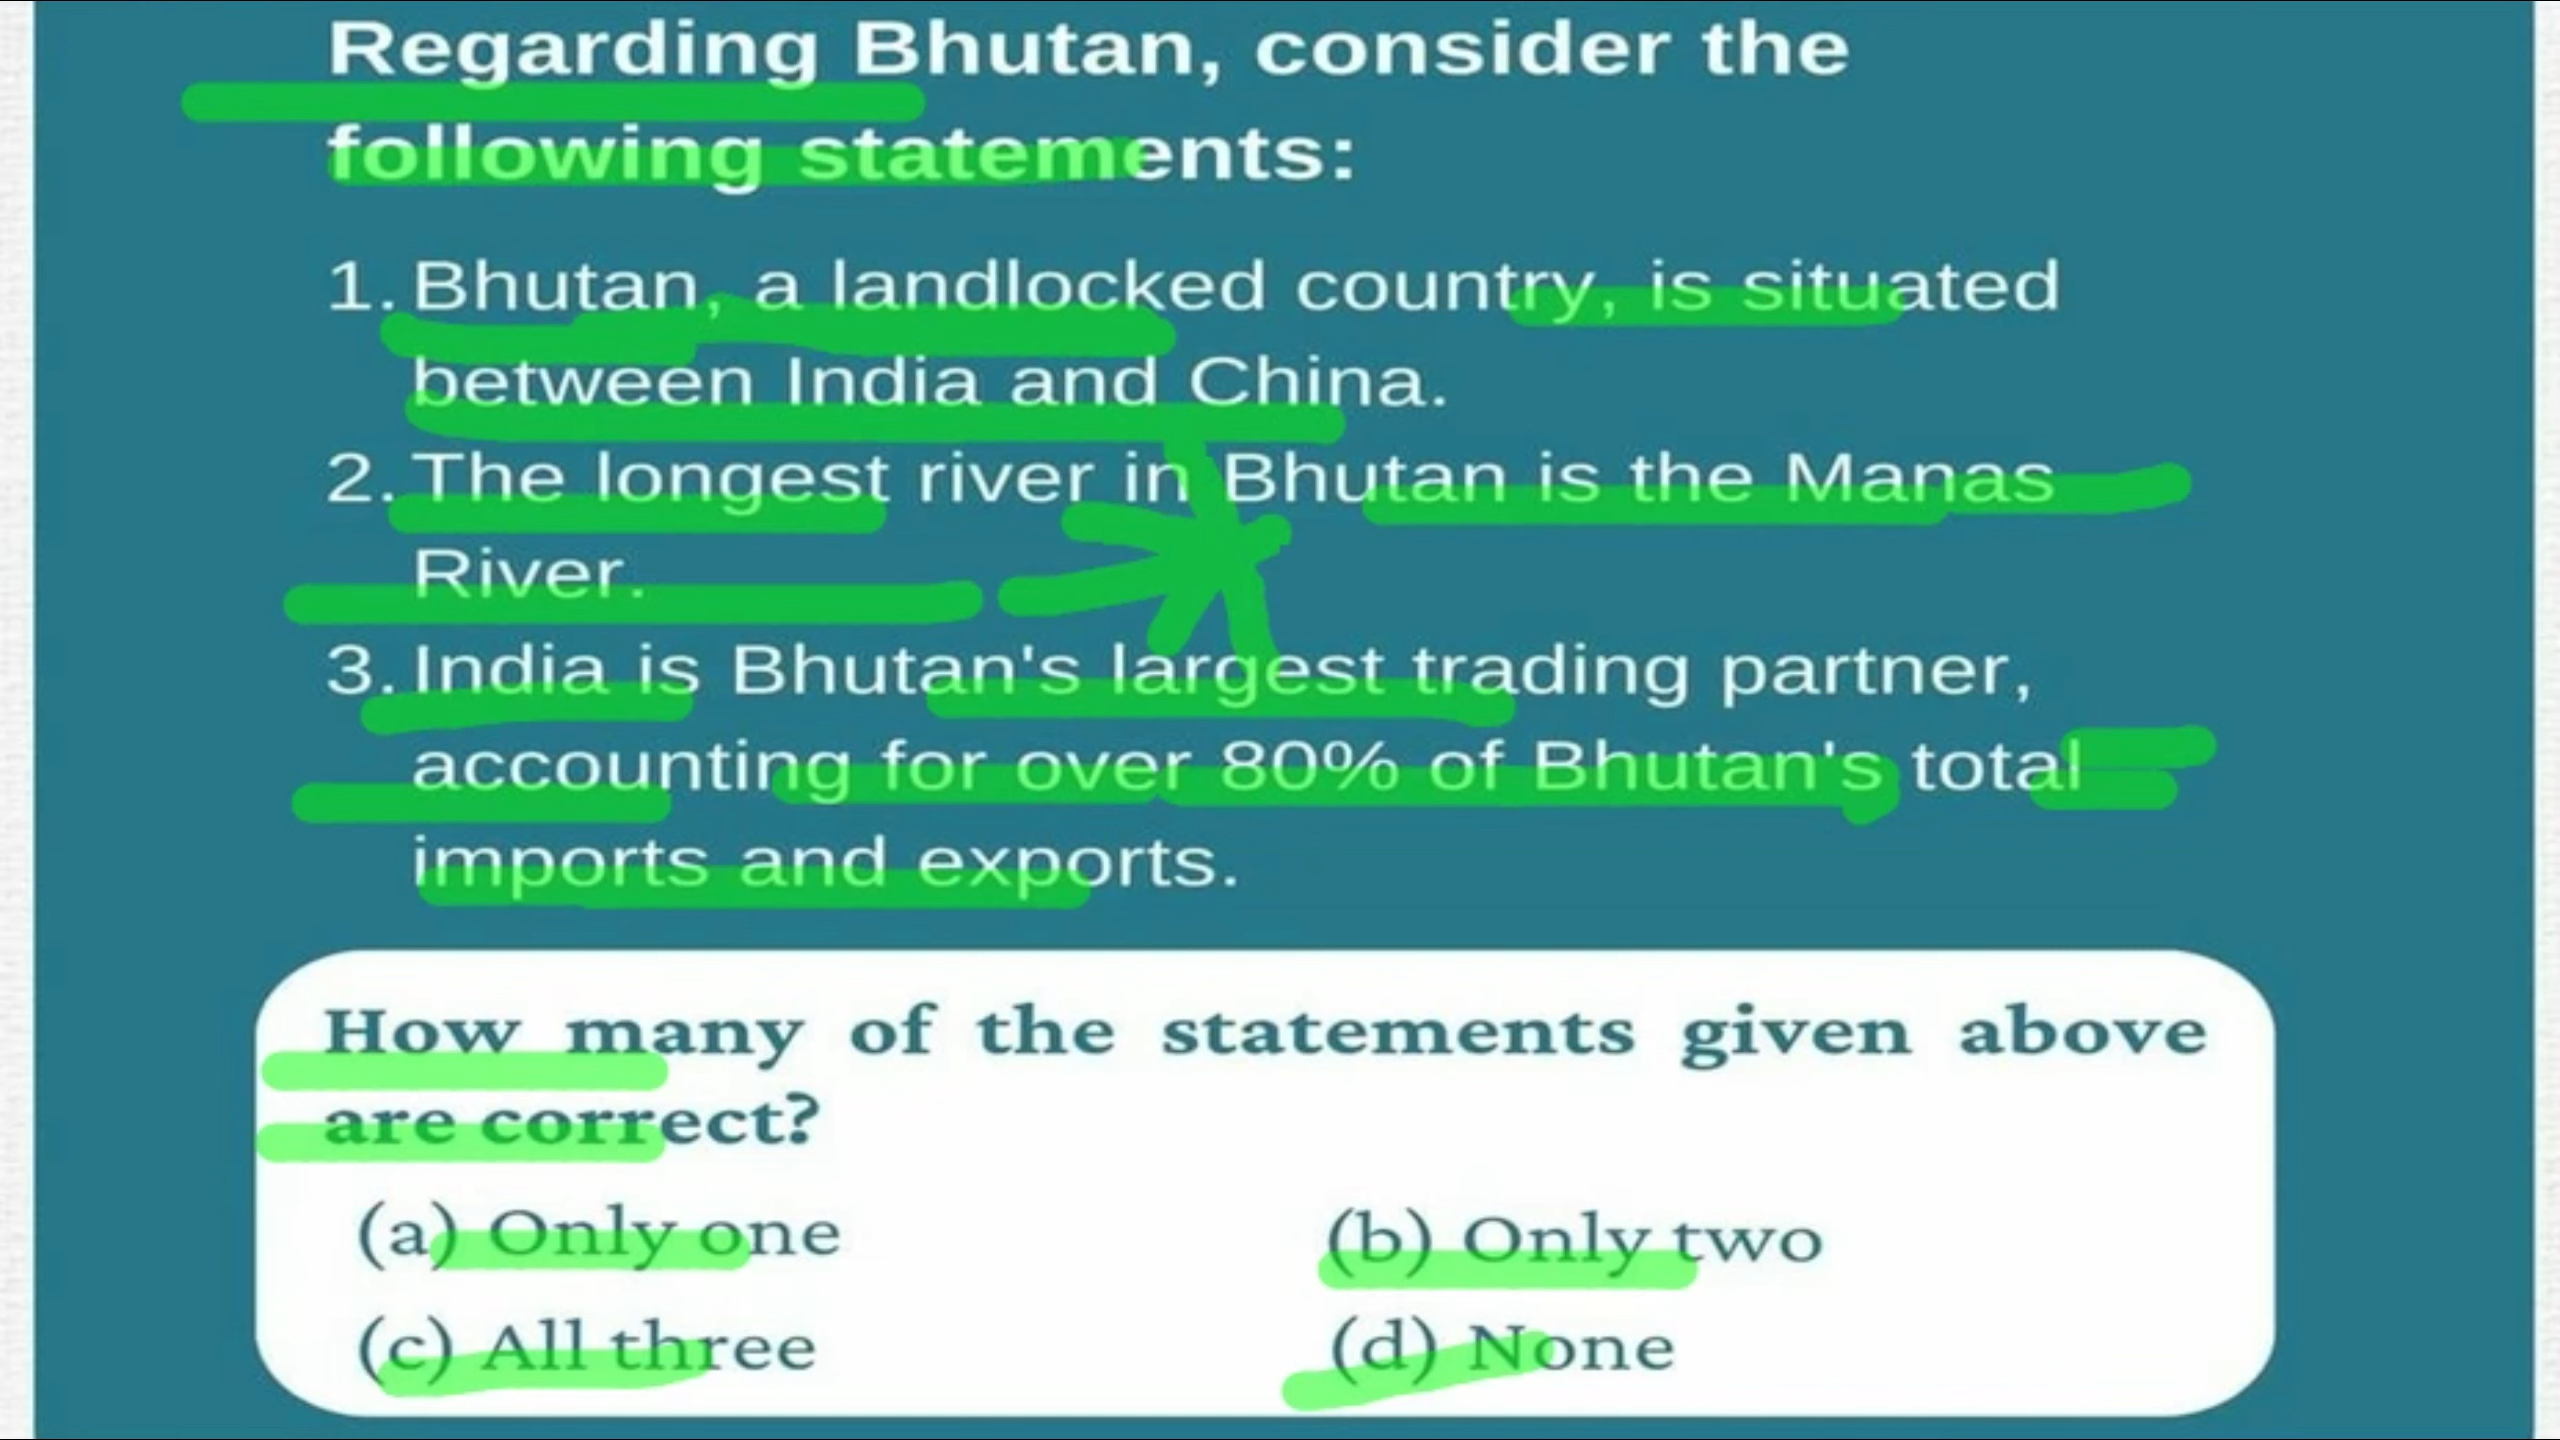 Regarding Bhutan, consider the
following statements:
1. Bhutan, a landlocked country, is situated
between India and China.
2. The longest river in Bhutan is the Manas
River.
3. India is Bhutan's largest trading partner,
accounting for over 80% of Bhutan's total
imports and exports.
How many of the statements given above
are correct?
(a) Only one (b) Only two
(c) All three (d) None